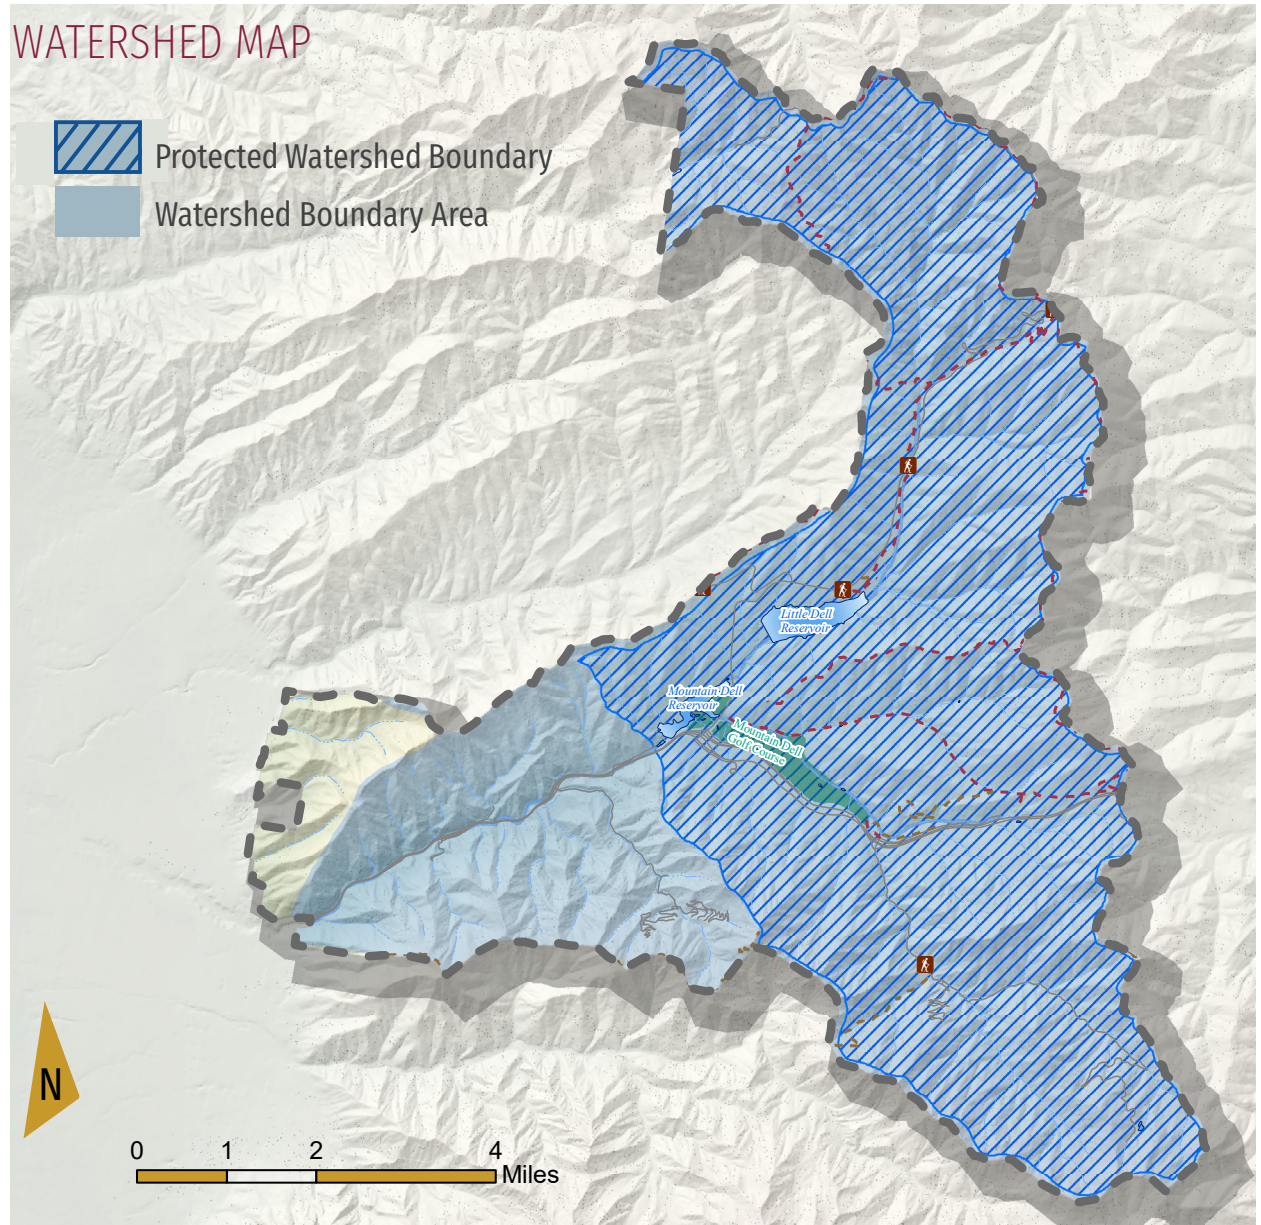 WATERSHED MAP
Protected Watershed Boundary
Watershed Boundary Area
Little Dell
Reservoir
Mountain Dell
Reservoir
Mountain Dell
Golf Course
N
0 1 2 4
Miles